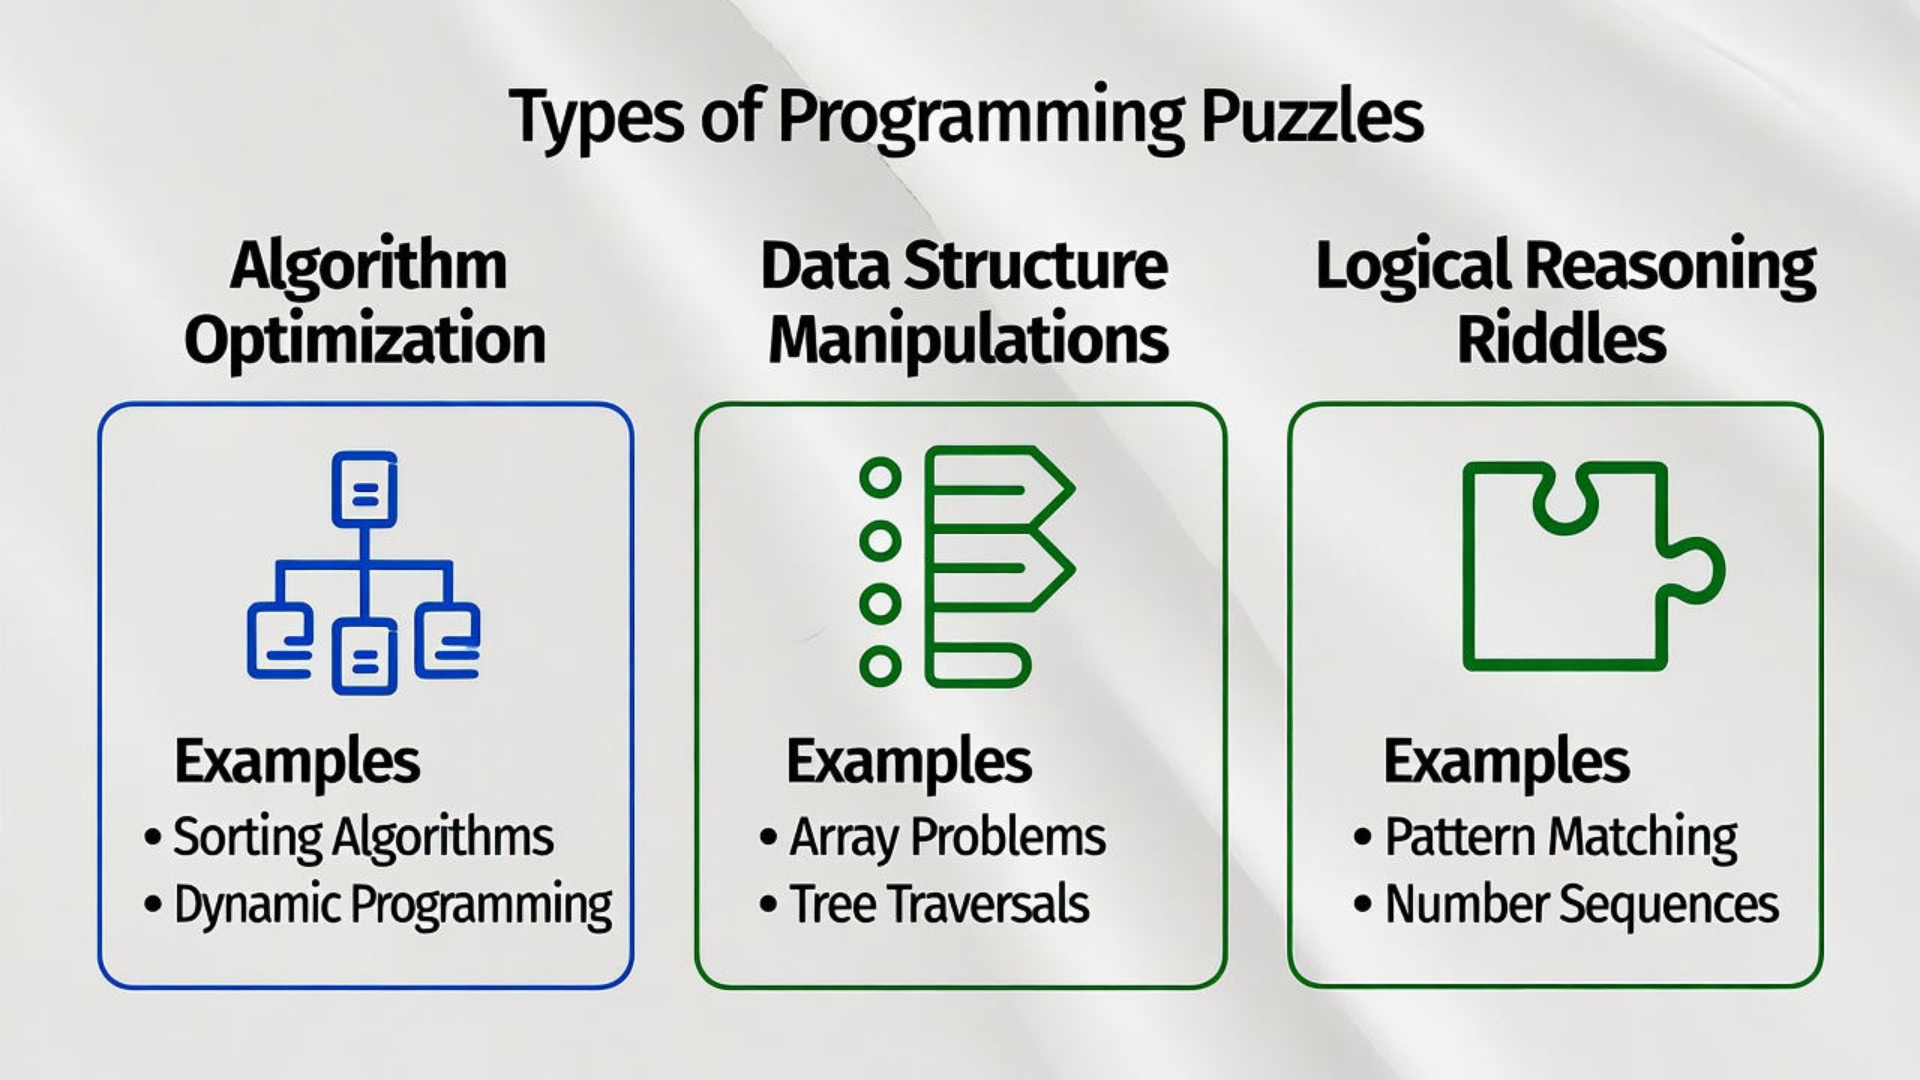 Types of Programming Puzzles
Algorithm
Optimization
Examples
• Sorting Algorithms
• Dynamic Programming
Data Structure
Manipulations
Examples
• Array Problems
• Tree Traversals
Logical Reasoning
Riddles
Examples
• Pattern Matching
• Number Sequences